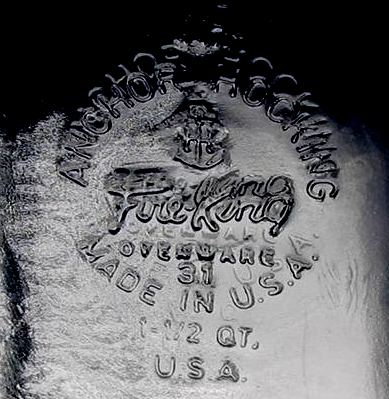 ANCHOR HOCKING
Fire King
OVENWARE
31
MADE IN U.S.A.
1-1/2 QT.
U.S.A.